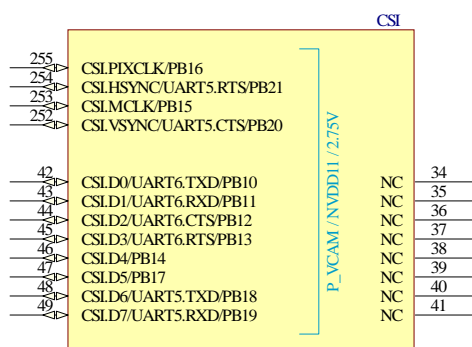 CSI
255 CSI.PIXCLK/PB16
254 CSI.HSYNC/UART5.RTS/PB21
253 CSI.MCLK/PB15
252 CSI.VSYNC/UART5.CTS/PB20
42 CSI.D0/UART6.TXD/PB10 NC 34
43 CSI.D1/UART6.RXD/PB11 NC 35
44 CSI.D2/UART6.CTS/PB12 NC 36
45 CSI.D3/UART6.RTS/PB13 NC 37
46 CSI.D4/PB14 NC 38
47 CSI.D5/PB17 NC 39
48 CSI.D6/UART5.TXD/PB18 NC 40
49 CSI.D7/UART5.RXD/PB19 NC 41
P_VCAM / NVDD11 / 2.75V